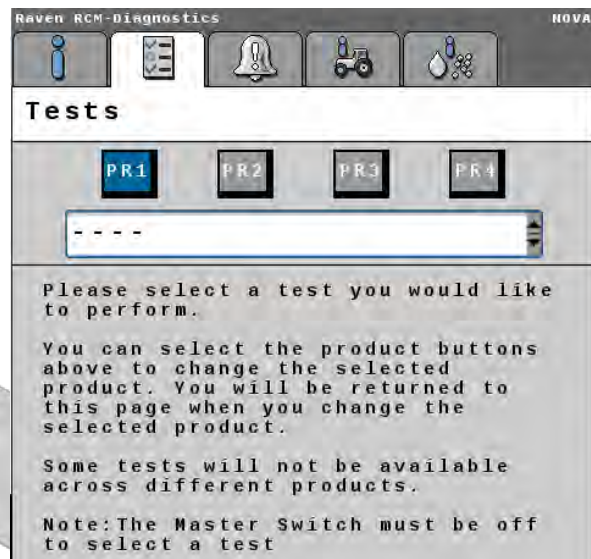 Raven RCM-Diagnostics NOVA
Tests
PR1 PR2 PR3 PR4
----
Please select a test you would like
to perform.
You can select the product buttons
above to change the selected
product. You will be returned to
this page when you change the
selected product.
Some tests will not be available
across different products.
Note:The Master Switch must be off
to select a test